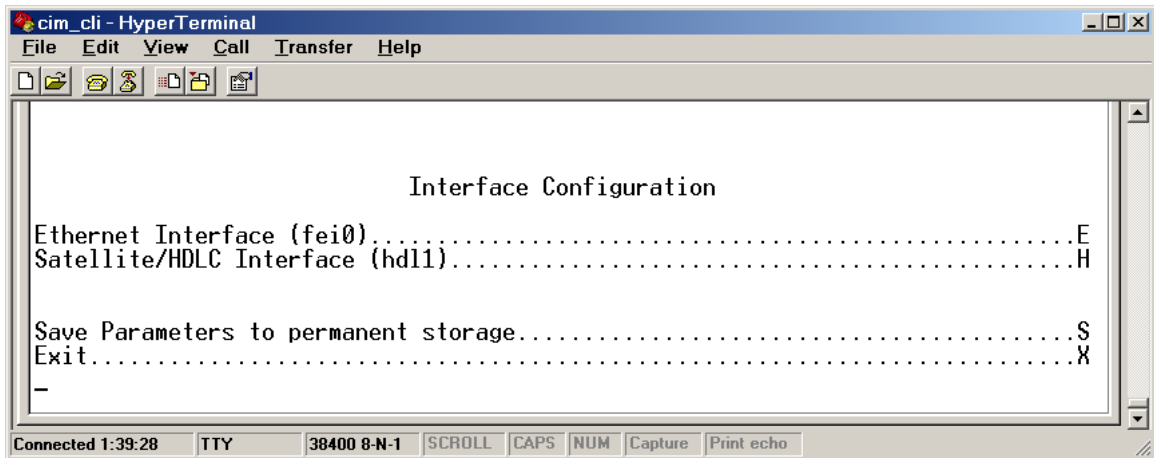 cim_cli - HyperTerminal
File Edit View Call Transfer Help
Interface Configuration
Ethernet Interface (fei0).....................................................E
Satellite/HDLC Interface (hdl1)...............................................H
Save Parameters to permanent storage..........................................S
Exit..........................................................................X
_
Connected 1:39:28 TTY 38400 8-N-1 SCROLL CAPS NUM Capture Print echo